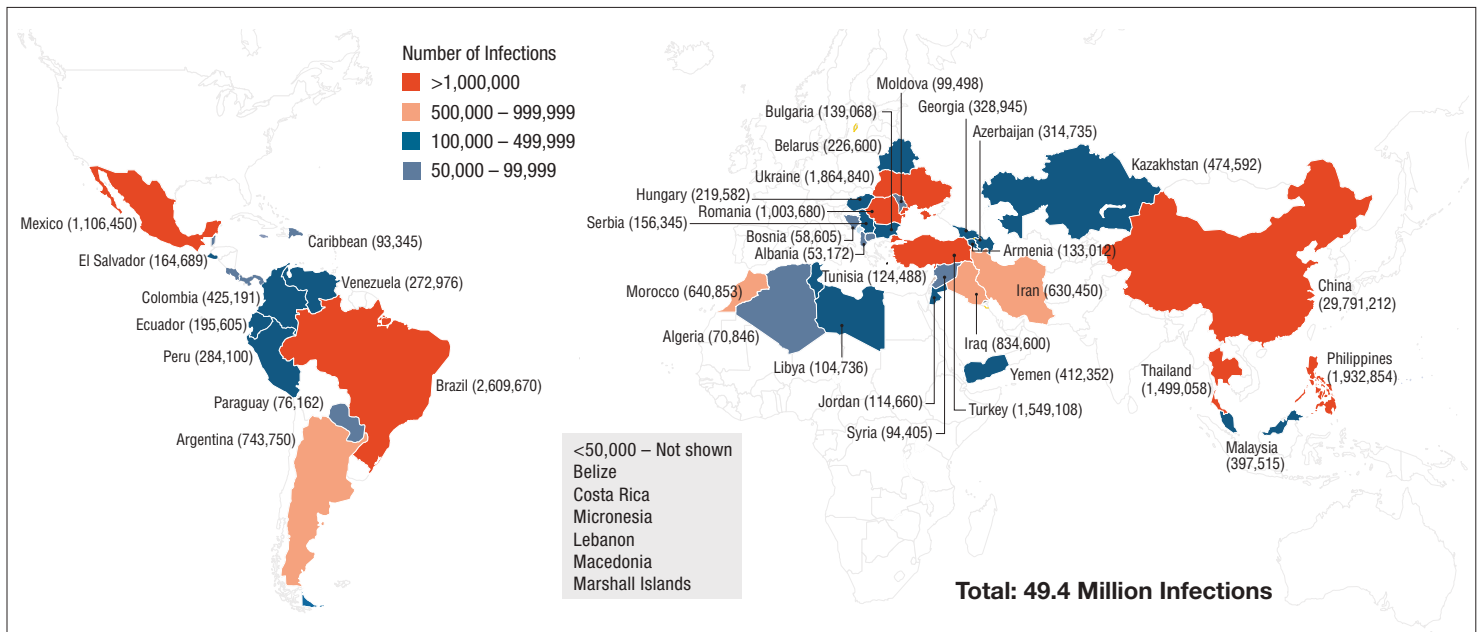 Number of Infections
>1,000,000
500,000 – 999,999
100,000 – 499,999
50,000 – 99,999
Mexico (1,106,450)
Caribbean (93,345)
El Salvador (164,689)
Venezuela (272,976)
Colombia (425,191)
Ecuador (195,605)
Peru (284,100)
Brazil (2,609,670)
Paraguay (76,162)
Argentina (743,750)
Moldova (99,498)
Georgia (328,945)
Bulgaria (139,068)
Azerbaijan (314,735)
Belarus (226,600)
Kazakhstan (474,592)
Ukraine (1,864,840)
Hungary (219,582)
Romania (1,003,680)
Serbia (156,345)
Bosnia (58,605)
Albania (53,172)
Armenia (133,012)
Tunisia (124,488)
Morocco (640,853)
Iran (630,450)
China
(29,791,212)
Algeria (70,846)
Iraq (834,600)
Libya (104,736)
Yemen (412,352)
Thailand
(1,499,058)
Philippines
(1,932,854)
Jordan (114,660)
Turkey (1,549,108)
Syria (94,405)
Malaysia
(397,515)
<50,000 – Not shown
Belize
Costa Rica
Micronesia
Lebanon
Macedonia
Marshall Islands
Total: 49.4 Million Infections